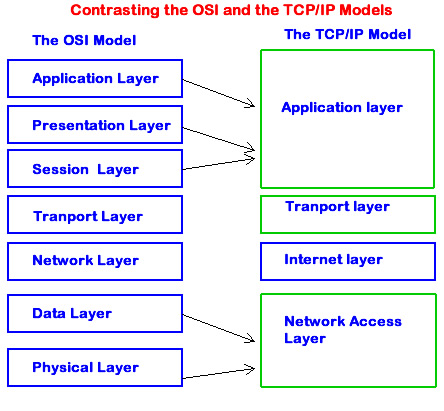 Contrasting the OSI and the TCP/IP Models
The OSI Model
The TCP/IP Model
Application Layer
Presentation Layer
Session  Layer
Application layer
Tranport Layer
Tranport layer
Network Layer
Internet layer
Data Layer
Physical Layer
Network Access
Layer